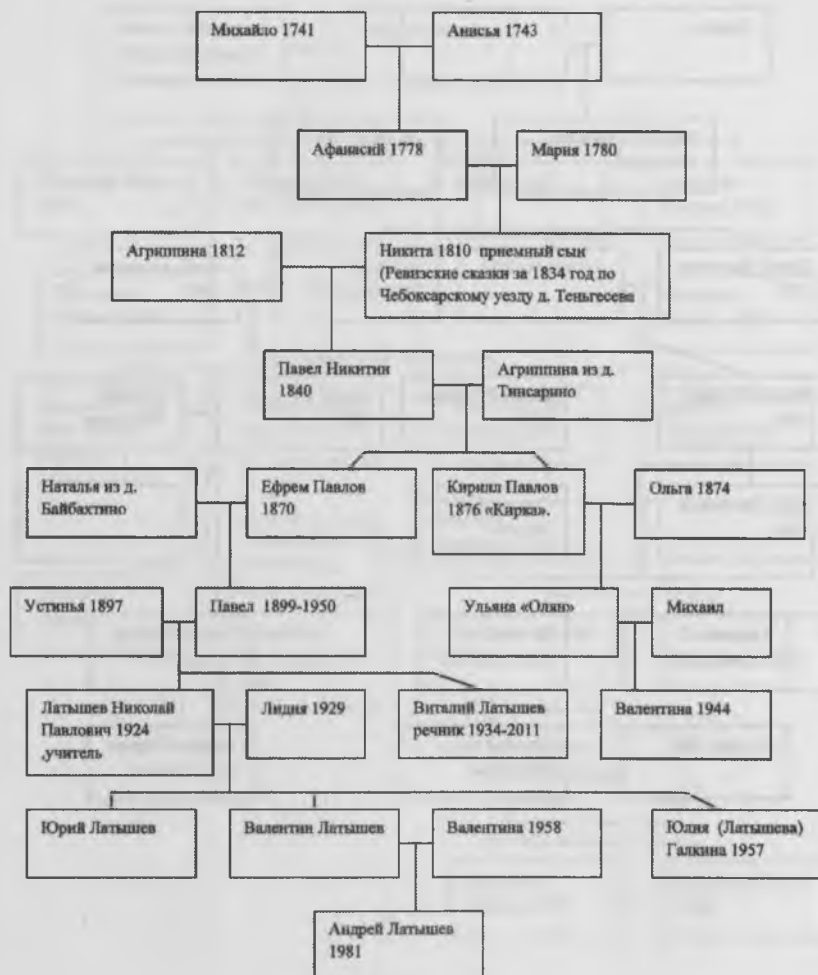 Михайло 1741
Анисья 1743
Афанасий 1778
Мария 1780
Агриппина 1812
Никита 1810 приемный сын
(Ревизские сказки за 1834 год по
Чебоксарскому уезду д. Теньгесева
Павел Никитин
1840
Агриппина из д.
Тинсарино
Наталья из д.
Байбахтино
Ефрем Павлов
1870
Кирилл Павлов
1876 «Кирка».
Ольга 1874
Устинья 1897
Павел 1899-1950
Ульяна «Олян»
Михаил
Латышев Николай
Павлович 1924
,учитель
Лидия 1929
Виталий Латышев
речник 1934-2011
Валентина 1944
Юрий Латышев
Валентин Латышев
Валентина 1958
Юлия (Латышева)
Галкина 1957
Андрей Латышев
1981